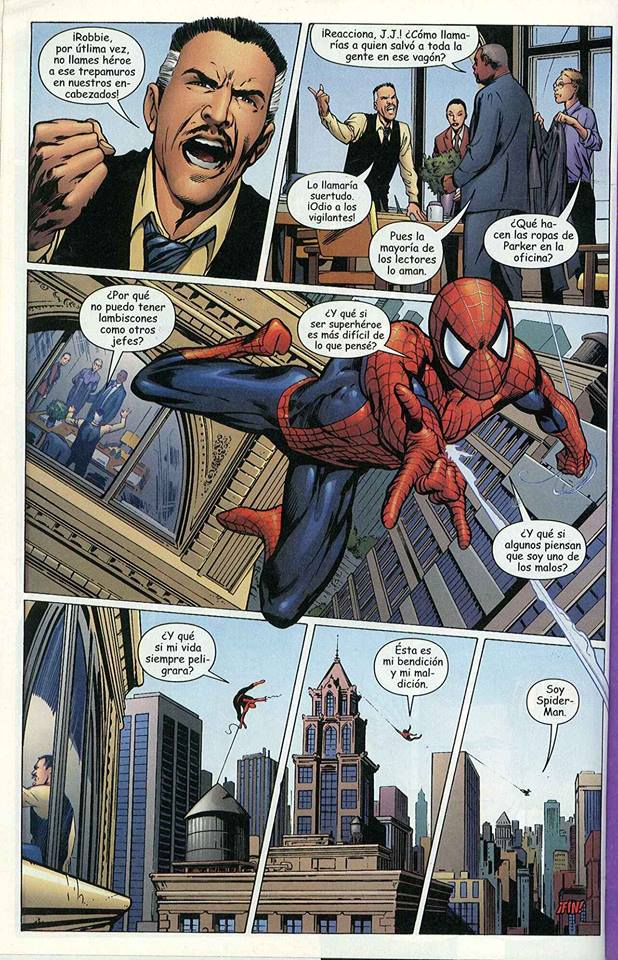 ¡Robbie,
por útlima vez,
no llames héroe
a ese trepamuros
en nuestros en-
cabezados!
¡Reacciona, J.J.! ¿Cómo llama-
rías a quien salvó a toda la
gente en ese vagón?
Lo llamaría
suertudo.
¡Odio a los
vigilantes!
Pues la
mayoría de
los lectores
lo aman.
¿Qué ha-
cen las ropas de
Parker en la
oficina?
¿Por qué
no puedo tener
lambiscones
como otros
jefes?
¿Y qué si
ser superhéroe
es más difícil de
lo que pensé?
¿Y qué si
algunos piensan
que soy uno de
los malos?
¿Y qué
si mi vida
siempre peli-
grara?
Ésta es
mi bendición
y mi mal-
dición.
Soy
Spider-
Man.
¡FIN!